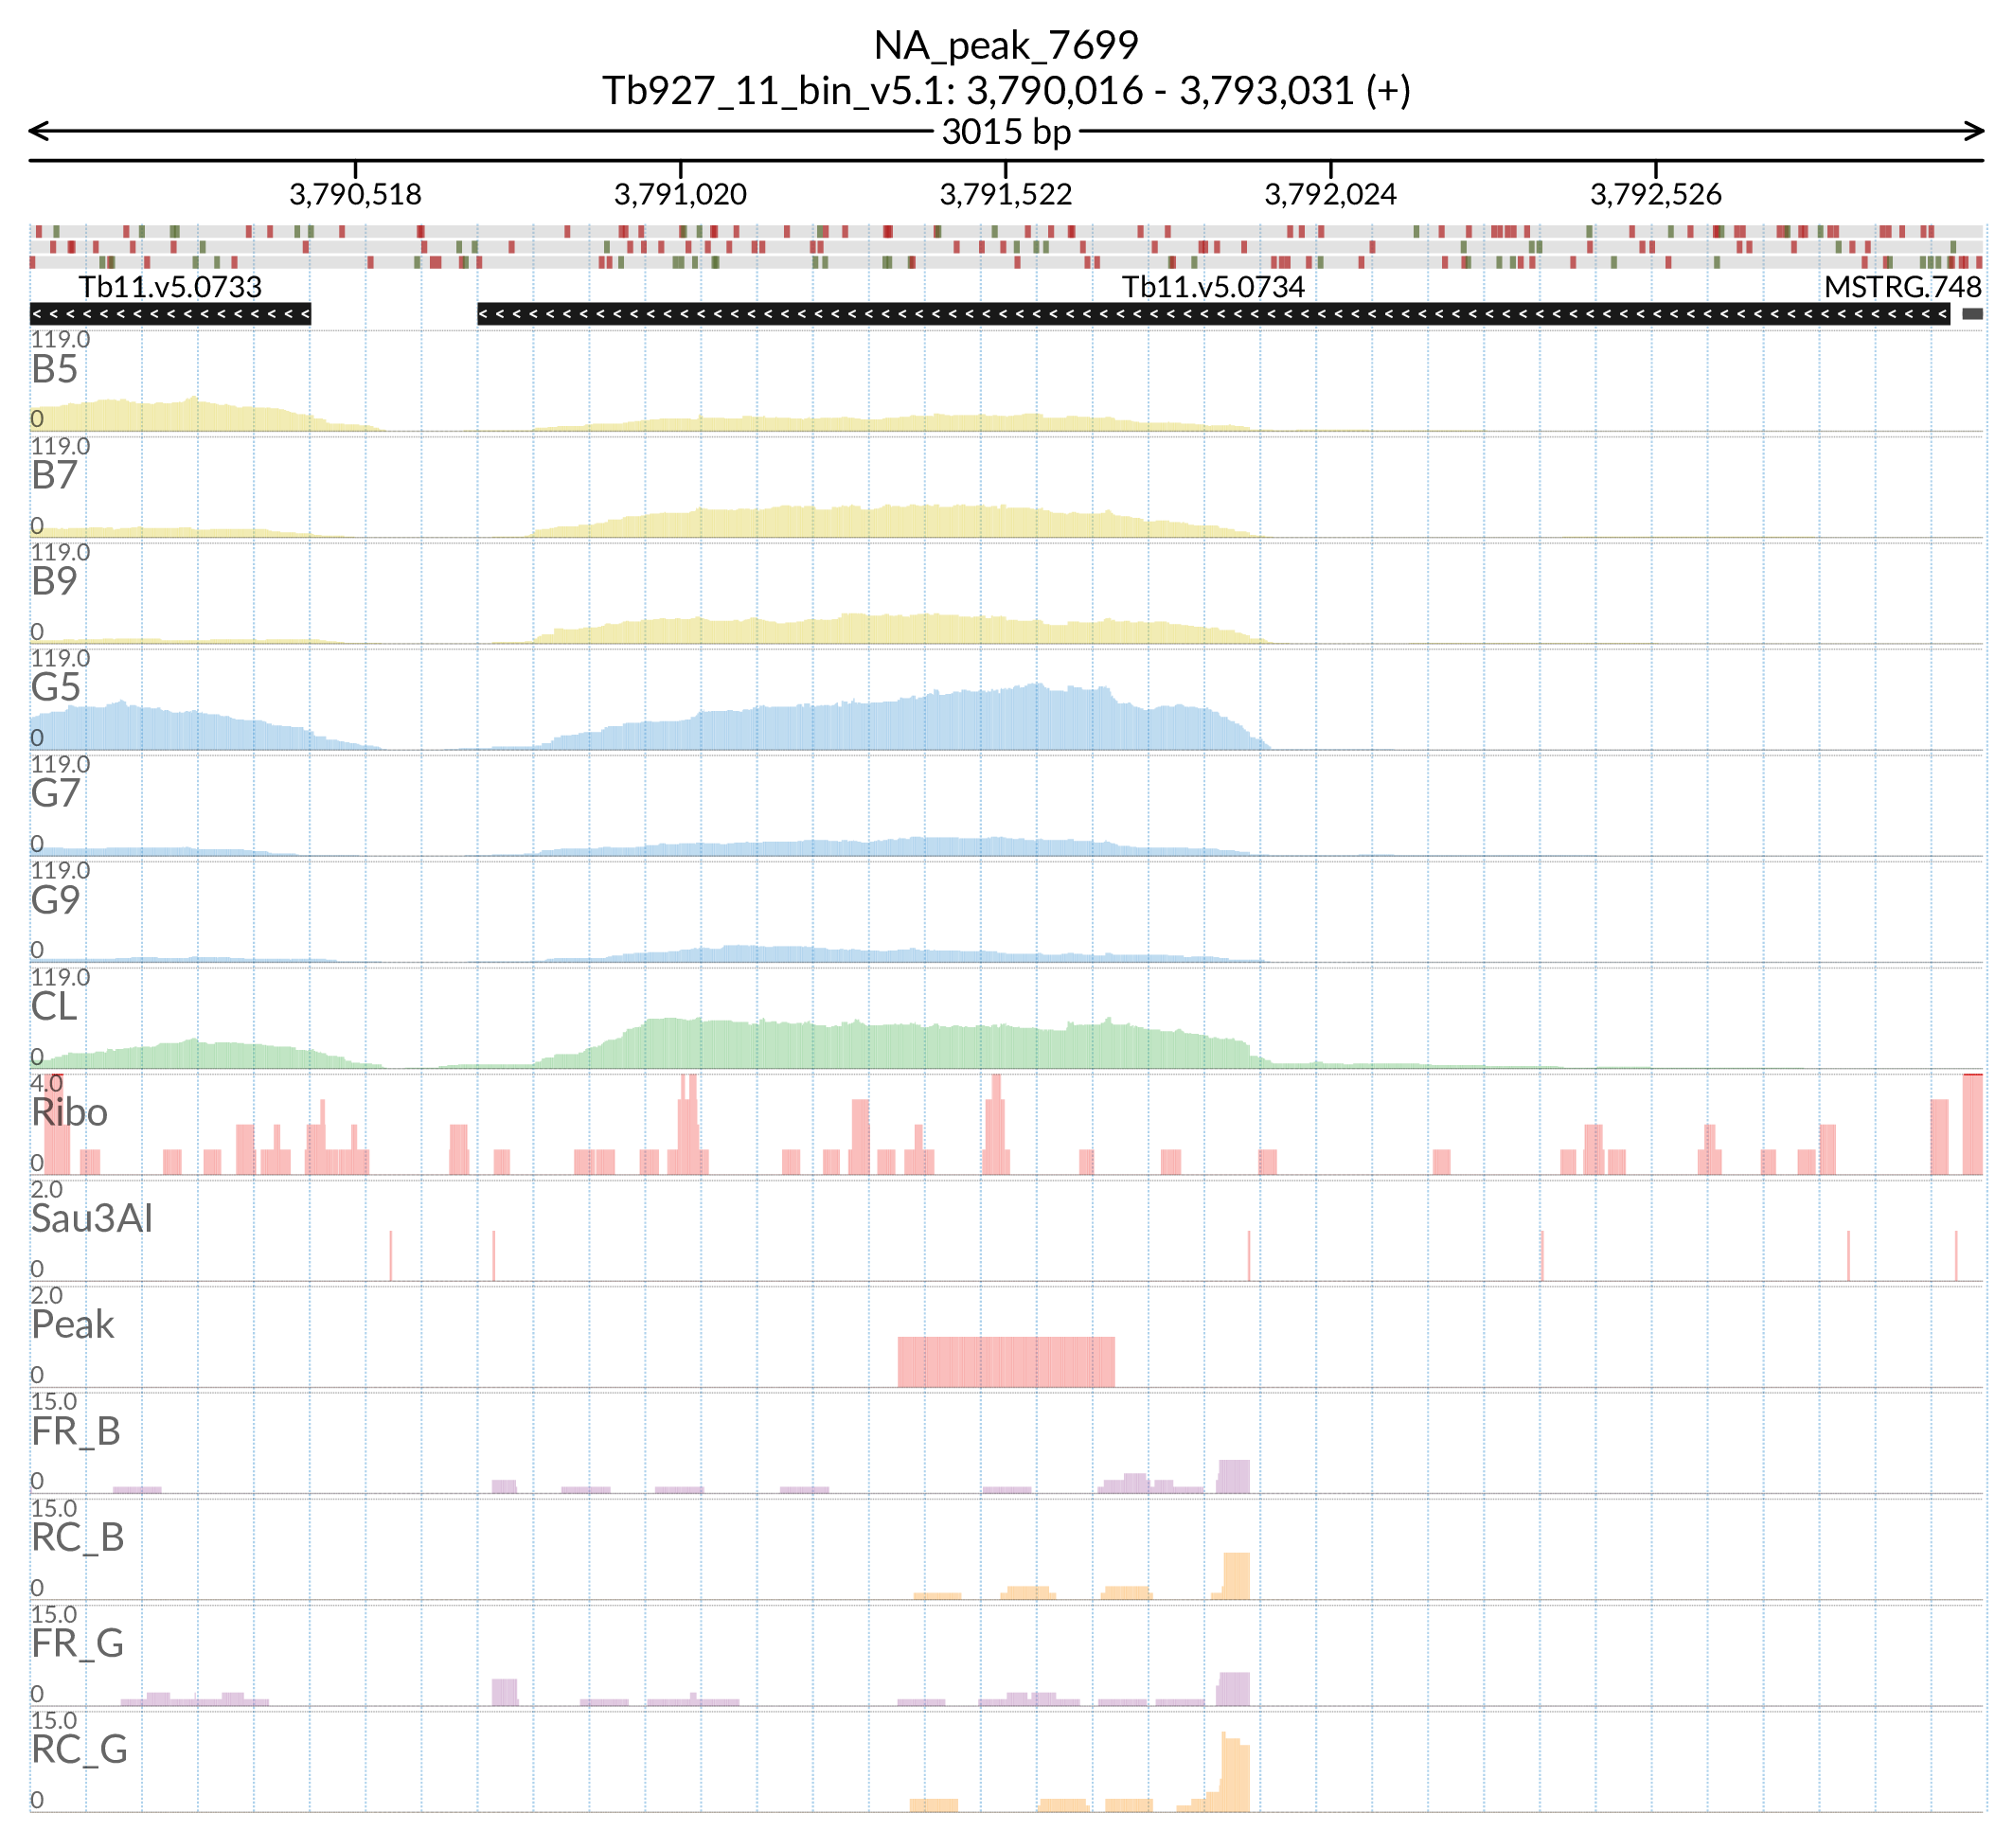 NA_peak_7699
Tb927_11_bin_v5.1: 3,790,016 - 3,793,031 (+)
3015 bp
3,790,518 3,791,020 3,791,522 3,792,024 3,792,526
Tb11.v5.0733 Tb11.v5.0734 MSTRG.748
119.0
B5
0
119.0
B7
0
119.0
B9
0
119.0
G5
0
119.0
G7
0
119.0
G9
0
119.0
CL
0
4.0
Ribo
0
2.0
Sau3AI
0
2.0
Peak
0
15.0
FR_B
0
15.0
RC_B
0
15.0
FR_G
0
15.0
RC_G
0